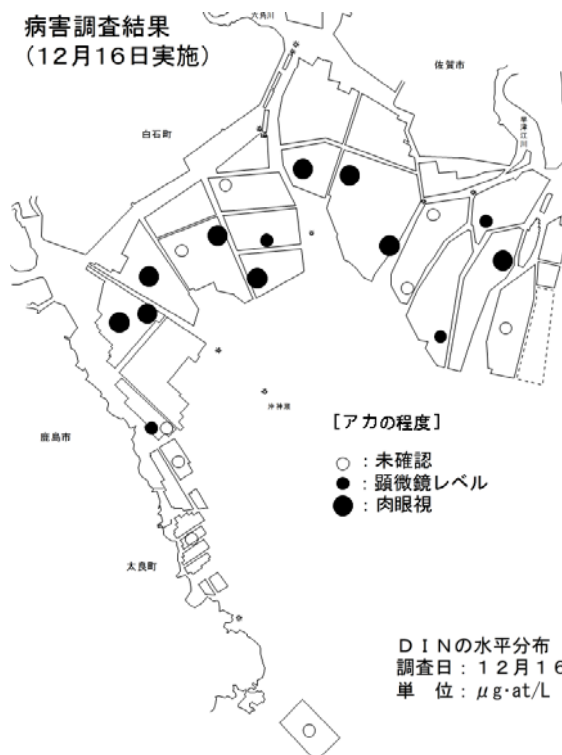 病害調査結果
(12月16日実施)
六角川
佐賀市
白石町
沖神瀬
[アカの程度]
○：未確認
●：顕微鏡レベル
●：肉眼視
鹿島市
太良町
DINの水平分布
調査日：12月16
単 位：μg·at/L